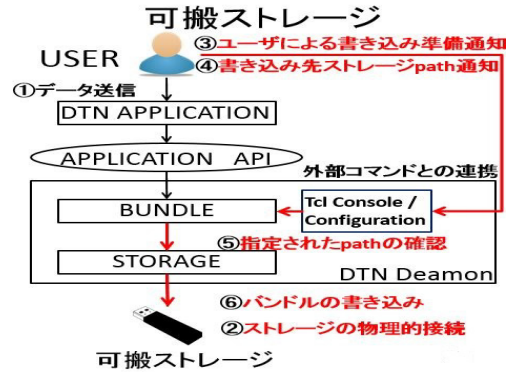 可搬ストレージ
USER
③ユーザによる書き込み準備通知
④書き込み先ストレージpath通知
①データ送信
DTN APPLICATION
APPLICATION API
外部コマンドとの連携
BUNDLE
Tcl Console /
Configuration
⑤指定されたpathの確認
STORAGE
DTN Deamon
⑥バンドルの書き込み
②ストレージの物理的接続
可搬ストレージ